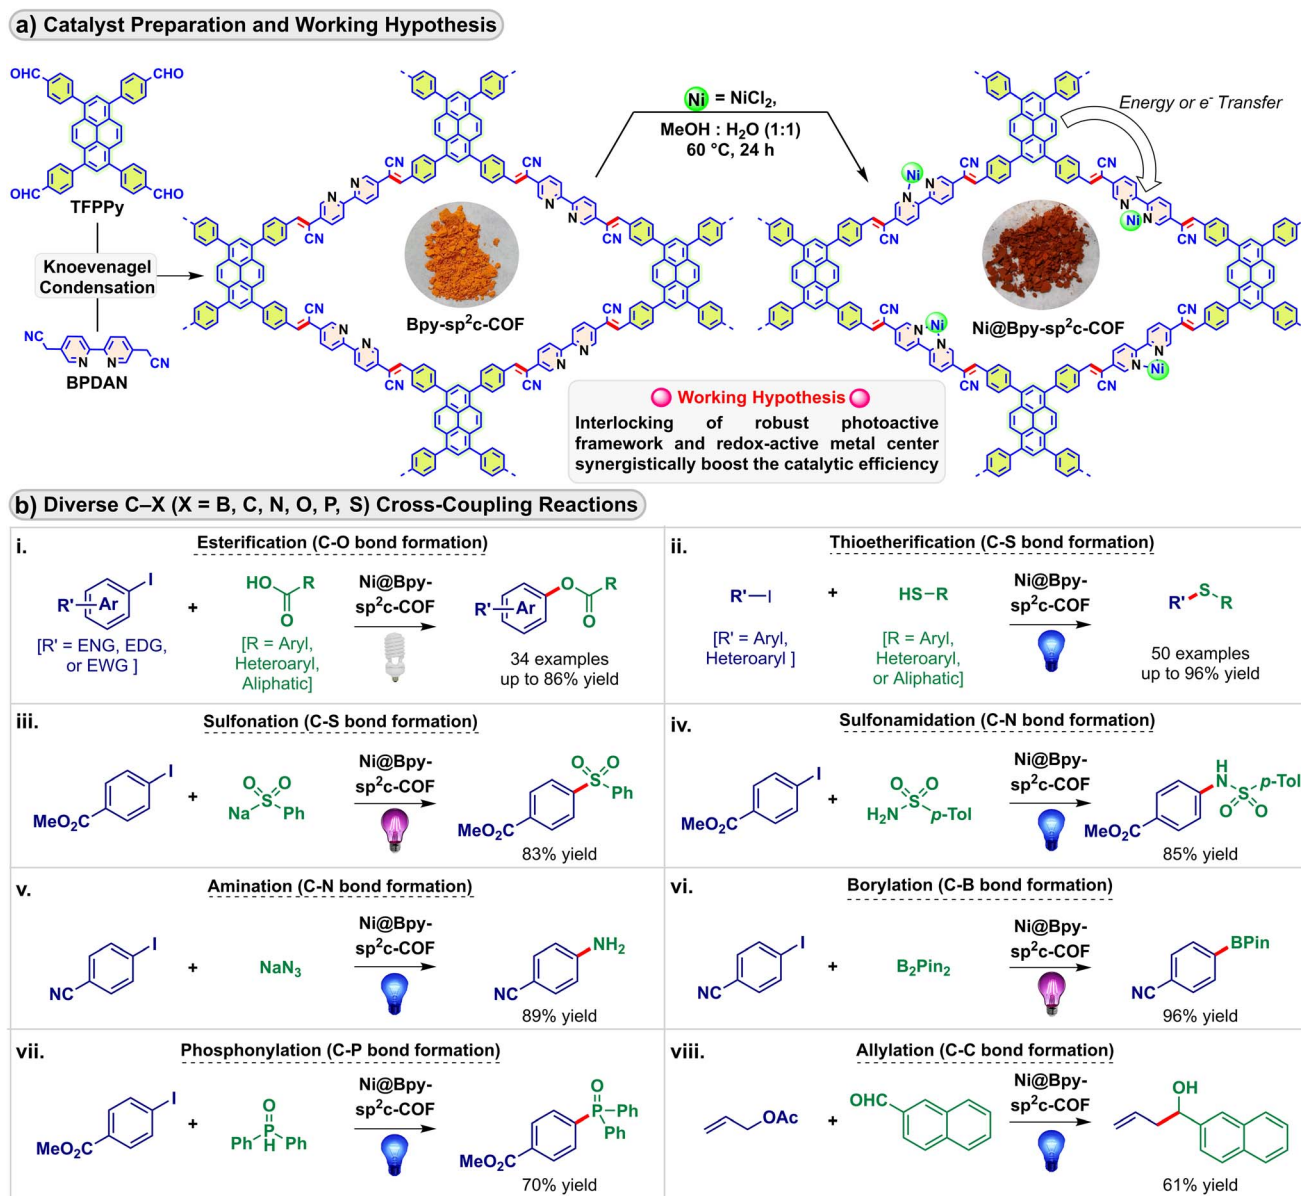 a) Catalyst Preparation and Working Hypothesis
OHC
CHO
OHC
CHO
TFPPy
Knoevenagel
Condensation
NC
N
N
CN
BPDAN
CN
N
N
CN
CN
N
N
CN
Bpy-sp²c-COF
CN
N
N
CN
CN
N
N
CN
Ni = NiCl₂,
MeOH : H₂O (1:1)
60 °C, 24 h
Energy or e⁻ Transfer
CN
Ni
N
N
CN
CN
N
N
Ni
CN
Ni@Bpy-sp²c-COF
CN
Ni
N
N
CN
CN
N
N
Ni
CN
Working Hypothesis
Interlocking of robust photoactive
framework and redox-active metal center
synergistically boost the catalytic efficiency
b) Diverse C–X (X = B, C, N, O, P, S) Cross-Coupling Reactions
i.
Esterification (C-O bond formation)
R'
Ar
I
[R' = ENG, EDG,
or EWG ]
+
HO
R
O
[R = Aryl,
Heteroaryl,
Aliphatic]
Ni@Bpy-
sp²c-COF
R'
Ar
O
R
O
34 examples
up to 86% yield
ii.
Thioetherification (C-S bond formation)
R'–I
[R' = Aryl,
Heteroaryl ]
+
HS–R
[R = Aryl,
Heteroaryl,
or Aliphatic]
Ni@Bpy-
sp²c-COF
R'
S
R
50 examples
up to 96% yield
iii.
Sulfonation (C-S bond formation)
I
MeO₂C
+
O
O
S
Na
Ph
Ni@Bpy-
sp²c-COF
O
O
S
Ph
MeO₂C
83% yield
iv.
Sulfonamidation (C-N bond formation)
I
MeO₂C
+
O
O
S
H₂N
p-Tol
Ni@Bpy-
sp²c-COF
H
N
S
p-Tol
O
O
MeO₂C
85% yield
v.
Amination (C-N bond formation)
I
NC
+
NaN₃
Ni@Bpy-
sp²c-COF
NH₂
NC
89% yield
vi.
Borylation (C-B bond formation)
I
NC
+
B₂Pin₂
Ni@Bpy-
sp²c-COF
BPin
NC
96% yield
vii.
Phosphonylation (C-P bond formation)
I
MeO₂C
+
O
P
Ph
H
Ph
Ni@Bpy-
sp²c-COF
O
P
Ph
Ph
MeO₂C
70% yield
viii.
Allylation (C-C bond formation)
OAc
+
OHC
Ni@Bpy-
sp²c-COF
OH
61% yield